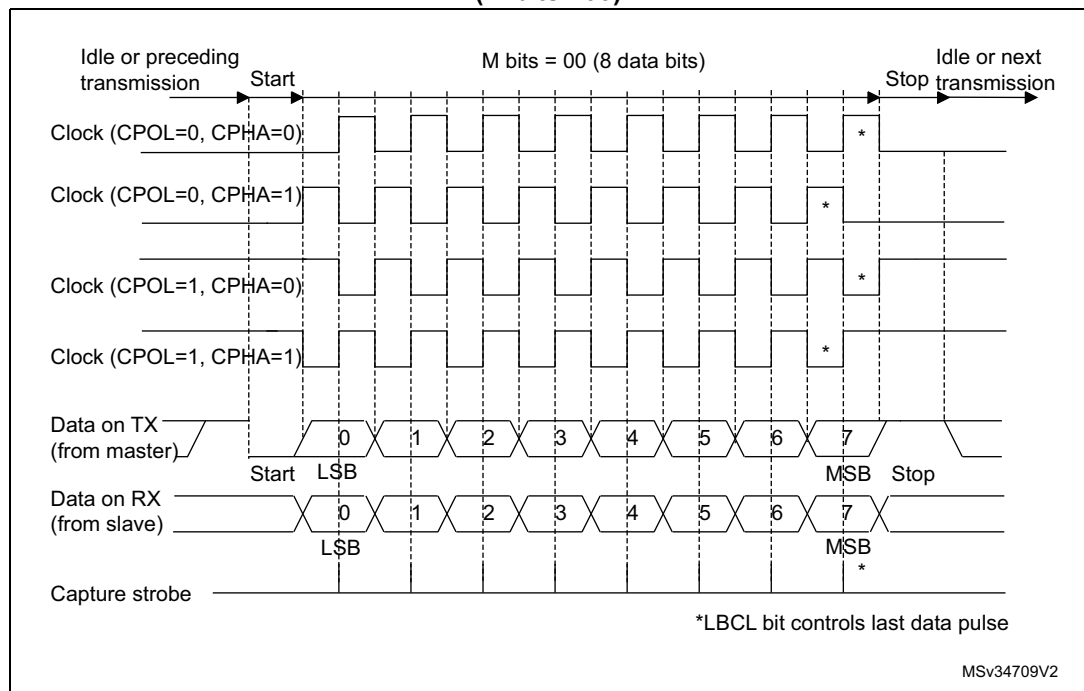 Idle or preceding transmission
Start
M bits = 00 (8 data bits)
Stop
Idle or next transmission
Clock (CPOL=0, CPHA=0)
*
Clock (CPOL=0, CPHA=1)
*
Clock (CPOL=1, CPHA=0)
*
Clock (CPOL=1, CPHA=1)
*
Data on TX (from master)
0 1 2 3 4 5 6 7
Start LSB MSB Stop
Data on RX (from slave)
0 1 2 3 4 5 6 7
LSB MSB
*
Capture strobe
*LBCL bit controls last data pulse
MSv34709V2